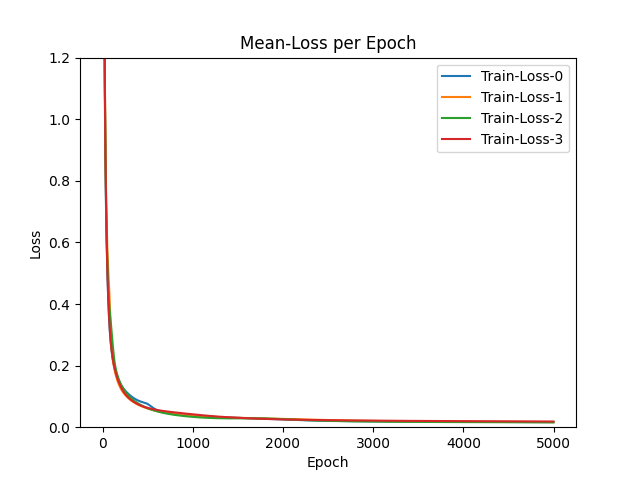 Mean-Loss per Epoch
1.2
1.0
0.8
0.6
0.4
0.2
0.0
Loss
Train-Loss-0
Train-Loss-1
Train-Loss-2
Train-Loss-3
0 1000 2000 3000 4000 5000
Epoch